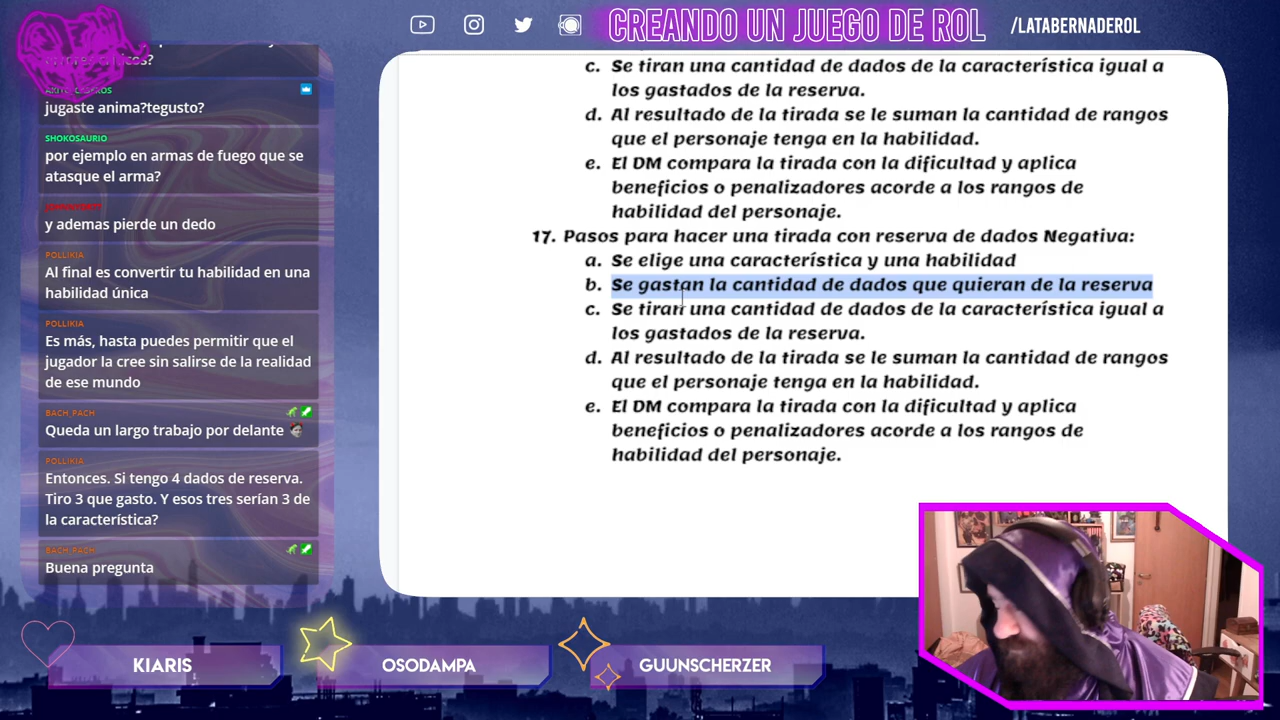 CREANDO UN JUEGO DE ROL
/LATABERNADEROL
jugaste anima?tegusto?
SHOKOSAURIO
por ejemplo en armas de fuego que se
atasque el arma?
y ademas pierde un dedo
POLLIKIA
Al final es convertir tu habilidad en una
habilidad única
POLLIKIA
Es más, hasta puedes permitir que el
jugador la cree sin salirse de la realidad
de ese mundo
BACH_PACH
Queda un largo trabajo por delante
POLLIKIA
Entonces. Si tengo 4 dados de reserva.
Tiro 3 que gasto. Y esos tres serían 3 de
la característica?
BACH_PACH
Buena pregunta
c. Se tiran una cantidad de dados de la característica igual a
los gastados de la reserva.
d. Al resultado de la tirada se le suman la cantidad de rangos
que el personaje tenga en la habilidad.
e. El DM compara la tirada con la dificultad y aplica
beneficios o penalizadores acorde a los rangos de
habilidad del personaje.
17. Pasos para hacer una tirada con reserva de dados Negativa:
a. Se elige una característica y una habilidad
b. Se gastan la cantidad de dados que quieran de la reserva
c. Se tiran una cantidad de dados de la característica igual a
los gastados de la reserva.
d. Al resultado de la tirada se le suman la cantidad de rangos
que el personaje tenga en la habilidad.
e. El DM compara la tirada con la dificultad y aplica
beneficios o penalizadores acorde a los rangos de
habilidad del personaje.
KIARIS
OSODAMPA
GUUNSCHERZER